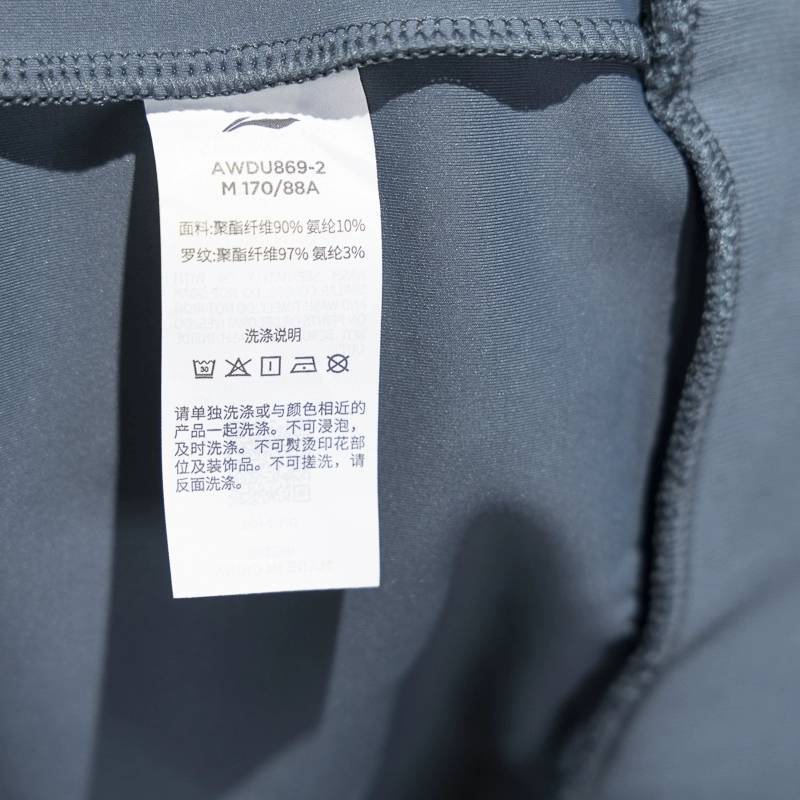 AWDU869-2
M 170/88A
面料:聚酯纤维90% 氨纶10%
罗纹:聚酯纤维97% 氨纶3%
洗涤说明
30
请单独洗涤或与颜色相近的
产品一起洗涤。不可浸泡，
及时洗涤。不可熨烫印花部
位及装饰品。不可搓洗，请
反面洗涤。